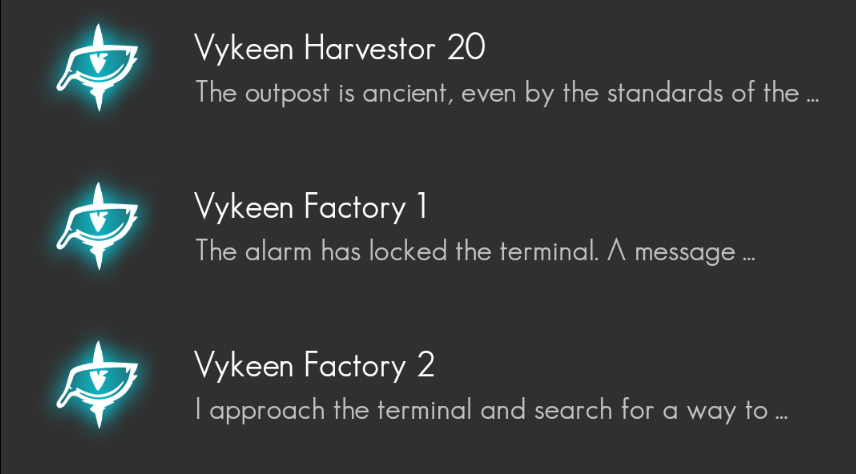 Vykeen Harvestor 20
The outpost is ancient, even by the standards of the ...
Vykeen Factory 1
The alarm has locked the terminal. A message ...
Vykeen Factory 2
I approach the terminal and search for a way to ...